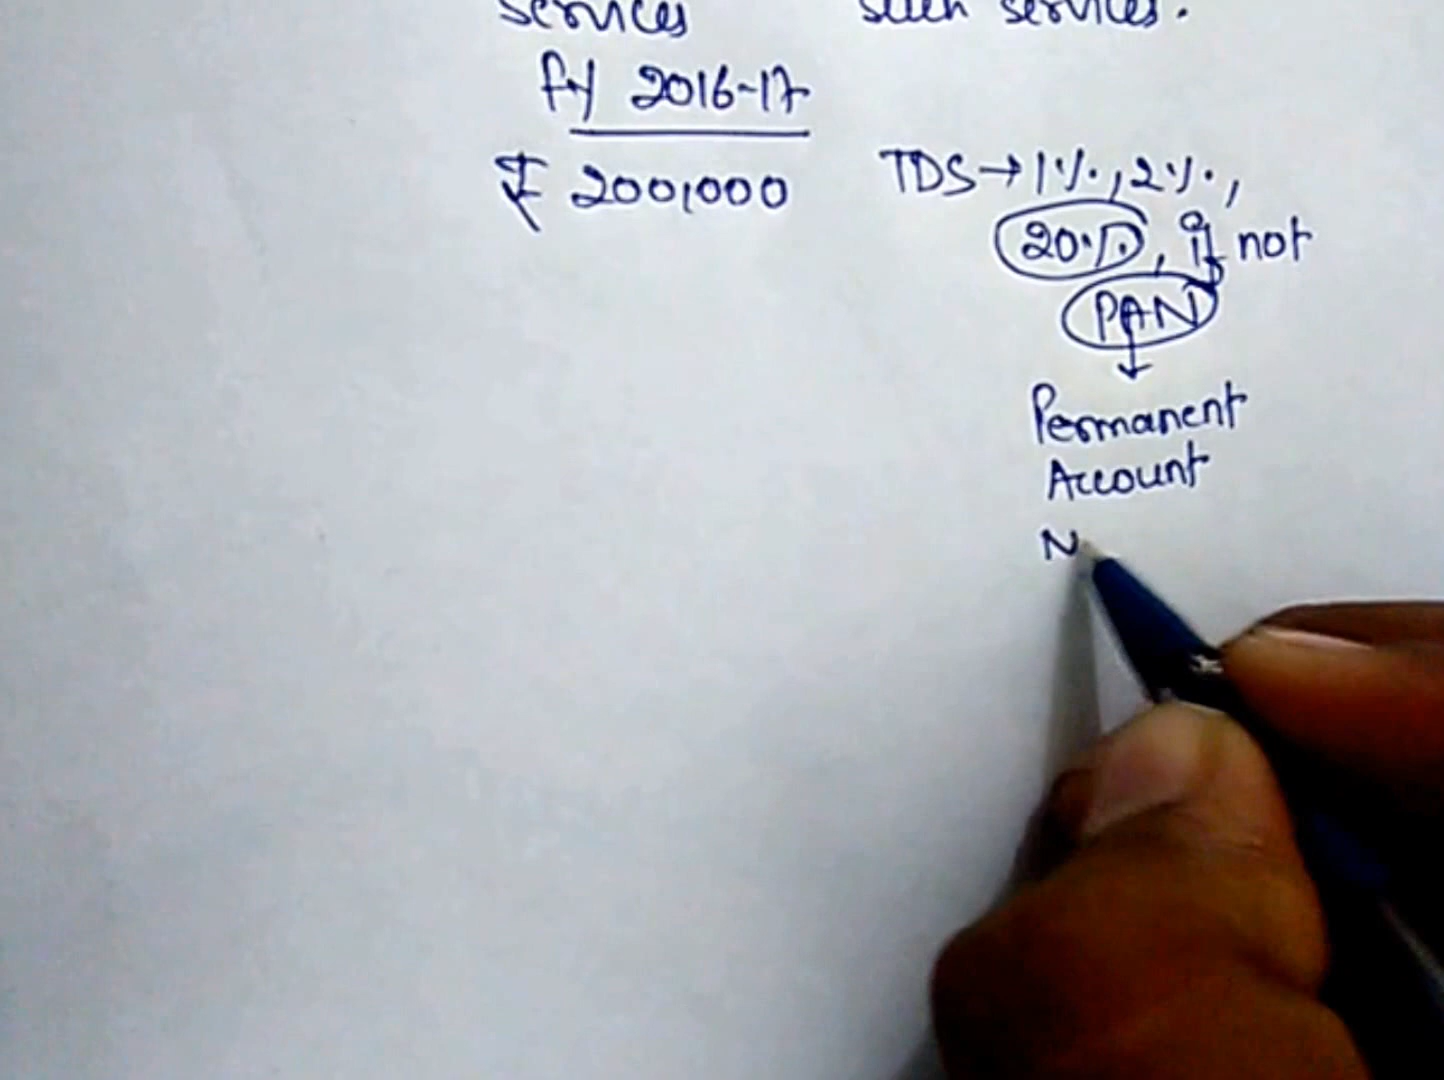 services such services.
FY 2016-17
₹ 200,000 TDS→1%, 2%,
20%, if not
PAN
Permanent
Account
N